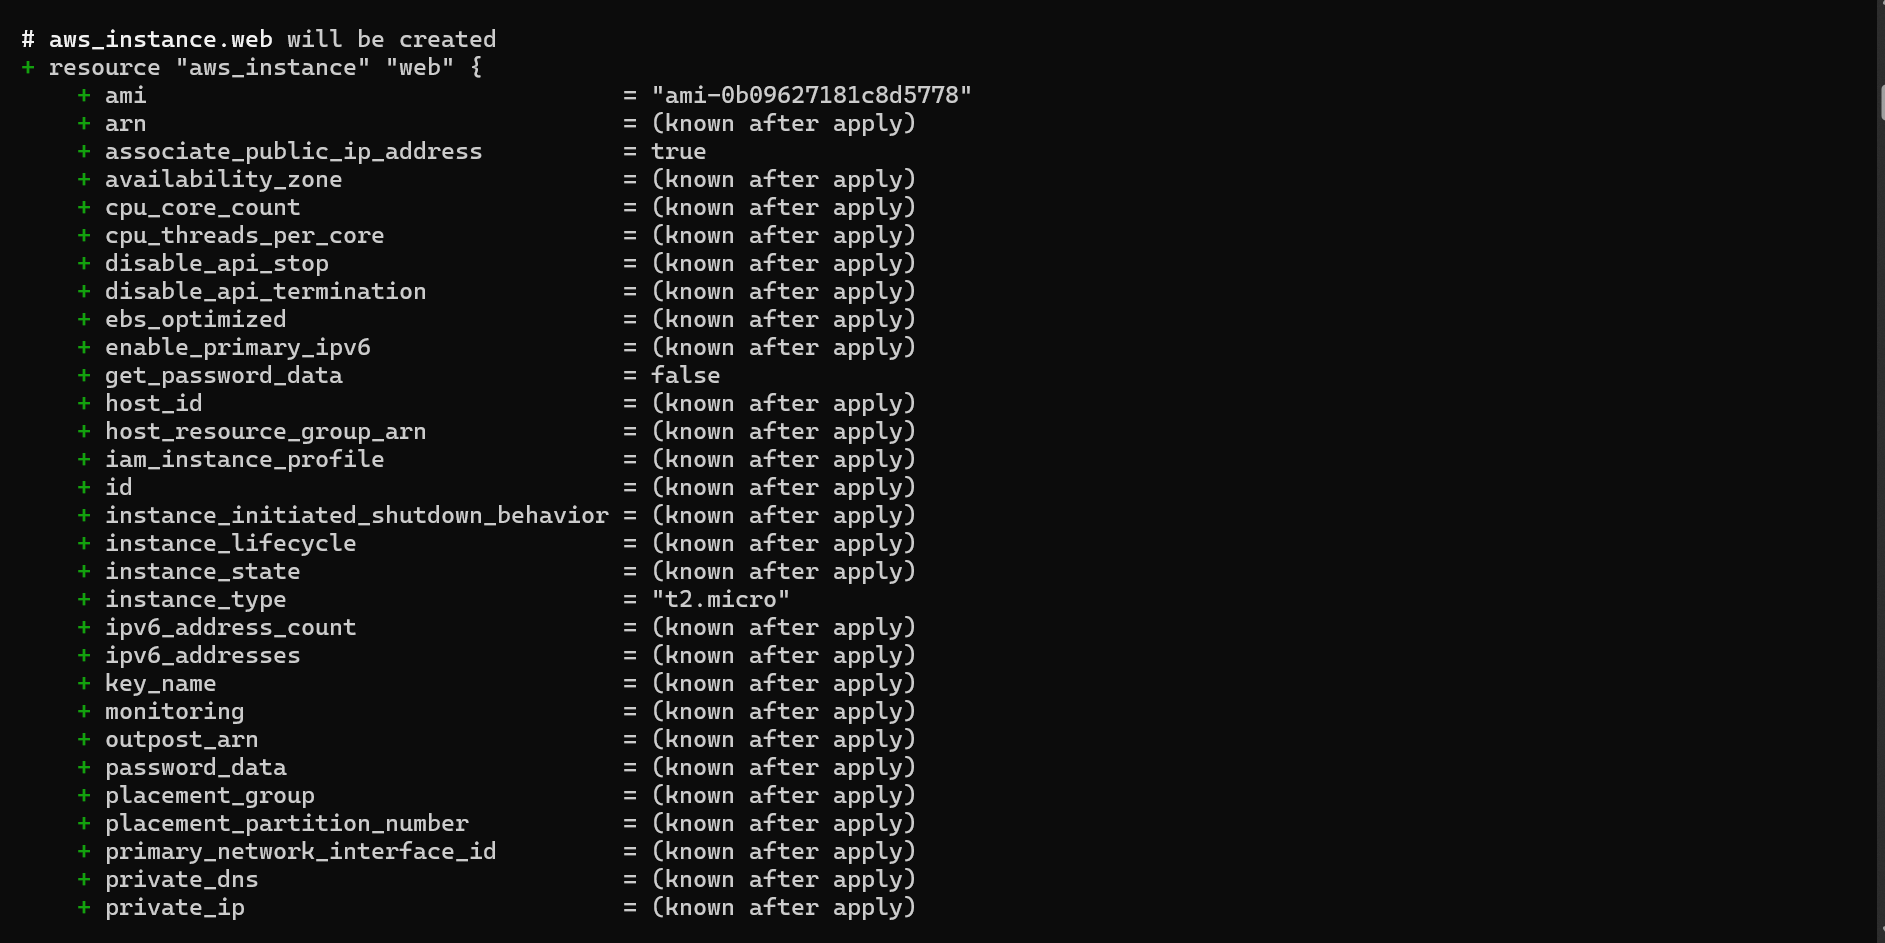 # aws_instance.web will be created
+ resource "aws_instance" "web" {
+ ami = "ami-0b09627181c8d5778"
+ arn = (known after apply)
+ associate_public_ip_address = true
+ availability_zone = (known after apply)
+ cpu_core_count = (known after apply)
+ cpu_threads_per_core = (known after apply)
+ disable_api_stop = (known after apply)
+ disable_api_termination = (known after apply)
+ ebs_optimized = (known after apply)
+ enable_primary_ipv6 = (known after apply)
+ get_password_data = false
+ host_id = (known after apply)
+ host_resource_group_arn = (known after apply)
+ iam_instance_profile = (known after apply)
+ id = (known after apply)
+ instance_initiated_shutdown_behavior = (known after apply)
+ instance_lifecycle = (known after apply)
+ instance_state = (known after apply)
+ instance_type = "t2.micro"
+ ipv6_address_count = (known after apply)
+ ipv6_addresses = (known after apply)
+ key_name = (known after apply)
+ monitoring = (known after apply)
+ outpost_arn = (known after apply)
+ password_data = (known after apply)
+ placement_group = (known after apply)
+ placement_partition_number = (known after apply)
+ primary_network_interface_id = (known after apply)
+ private_dns = (known after apply)
+ private_ip = (known after apply)